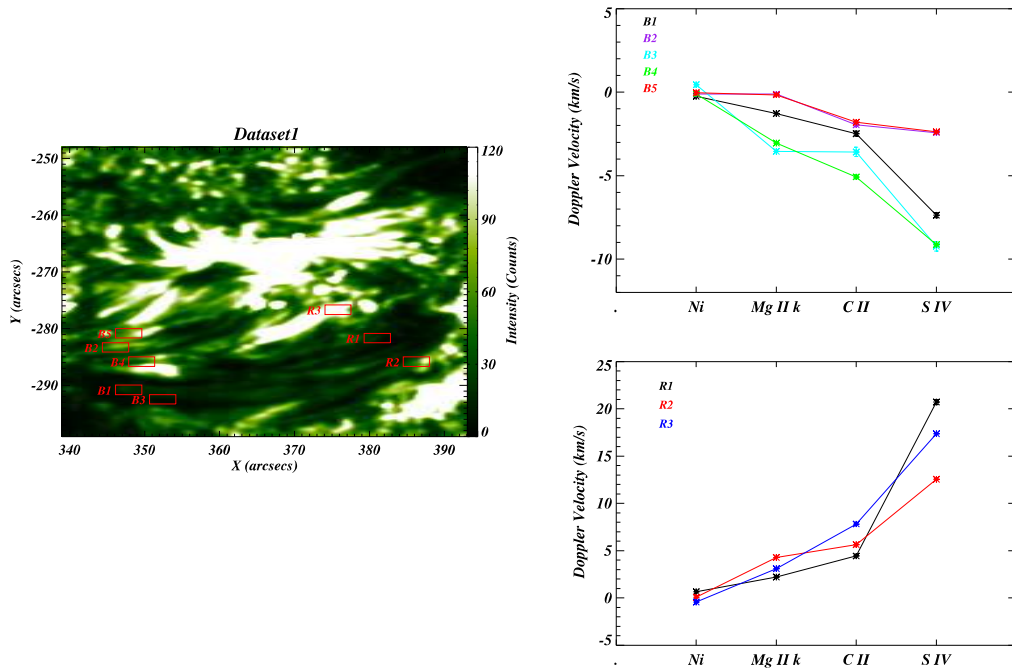 Dataset1
-250
-260
-270
-280
-290
Y (arcsecs)
340
350
360
370
380
390
X (arcsecs)
120
90
60
30
0
Intensity (Counts)
R3
R1
R2
B5
B2
B4
B1
B3
B1
B2
B3
B4
B5
5
0
-5
-10
Doppler Velocity (km/s)
. Ni Mg II k C II S IV
R1
R2
R3
25
20
15
10
5
0
-5
Doppler Velocity (km/s)
. Ni Mg II k C II S IV